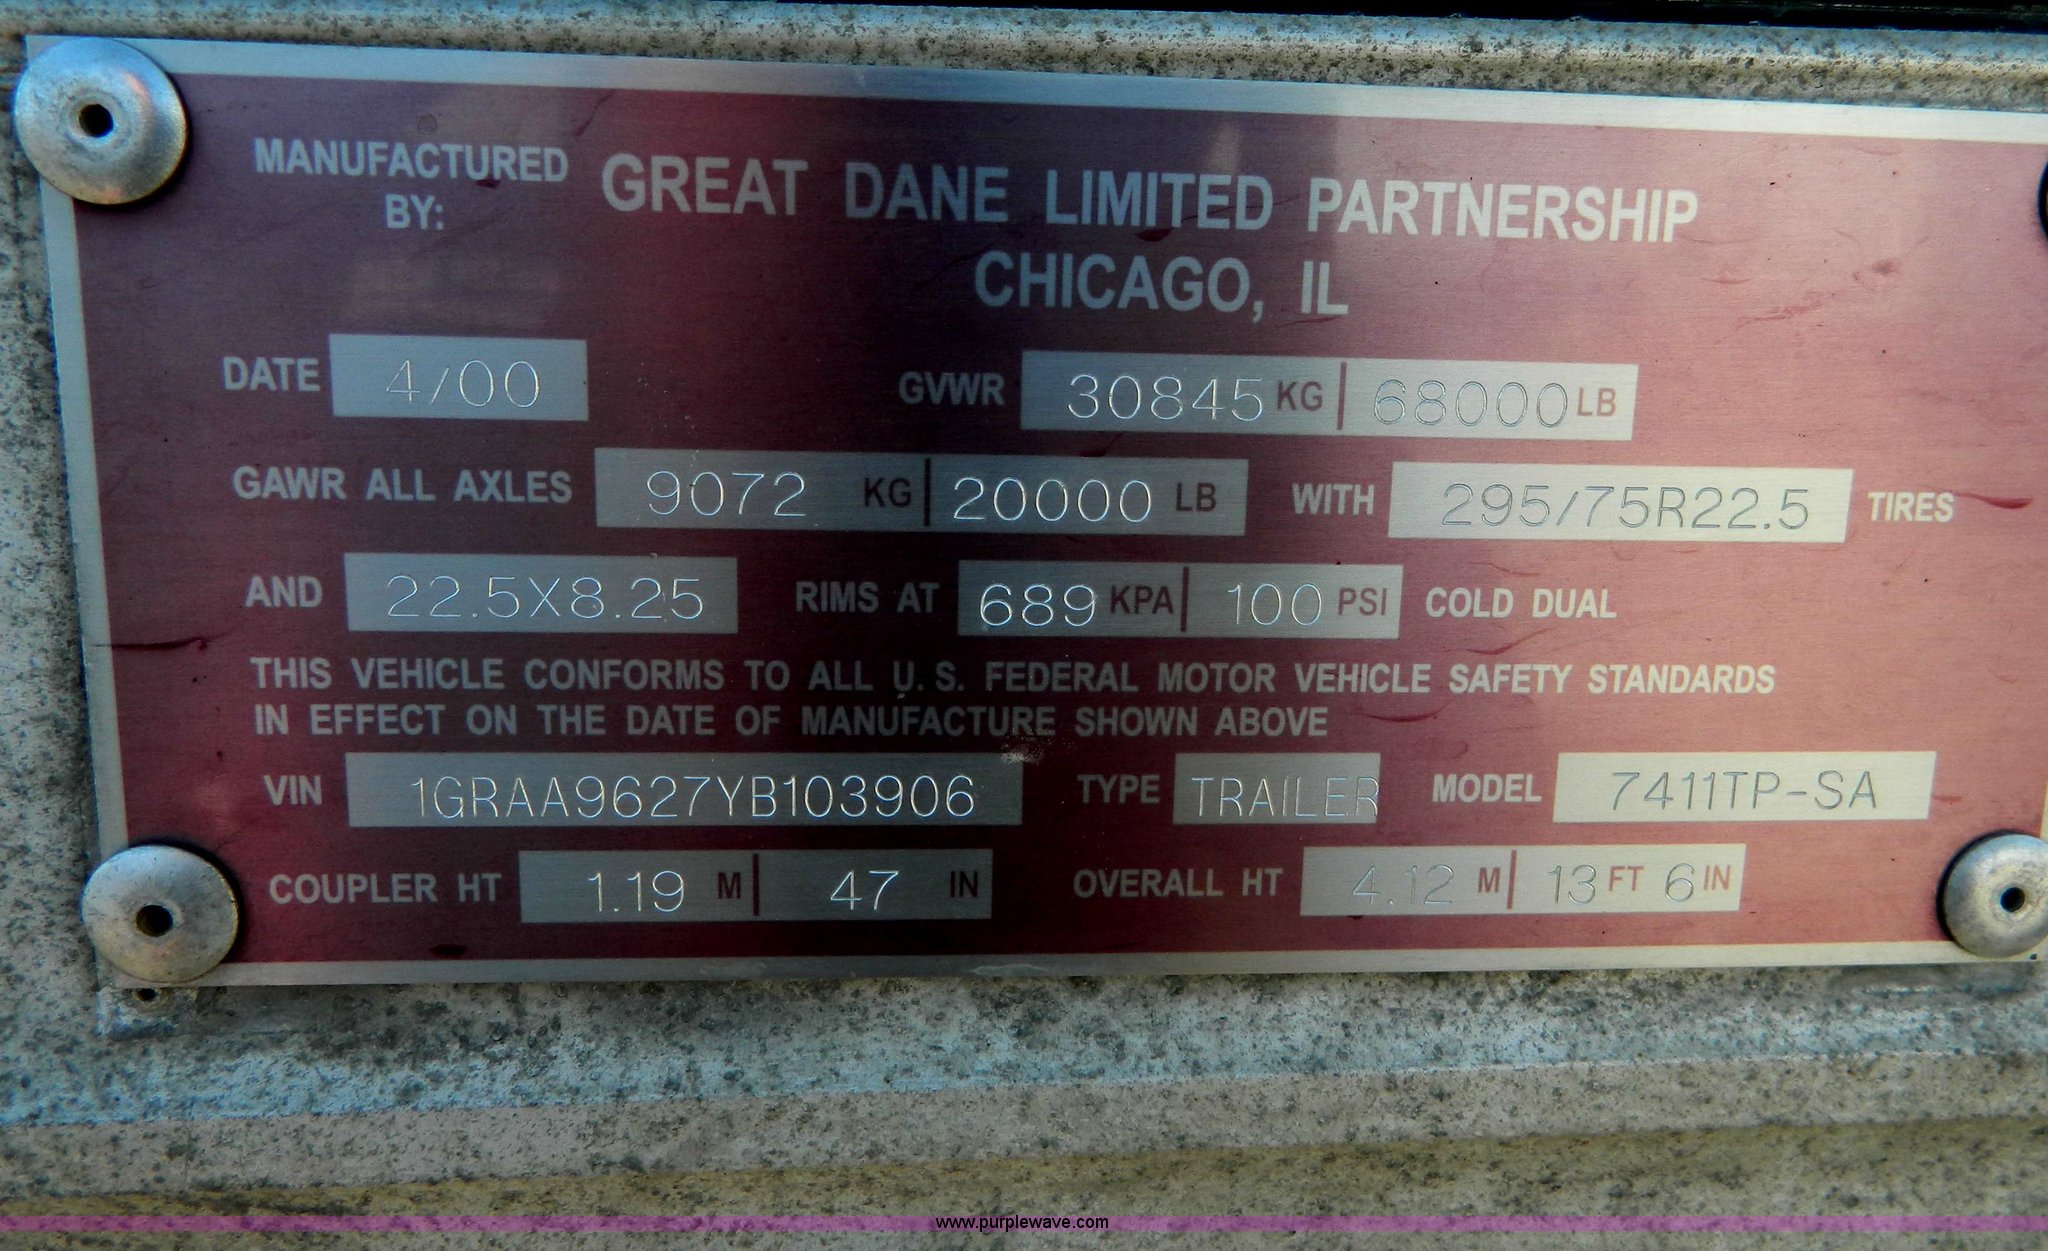 MANUFACTURED BY: GREAT DANE LIMITED PARTNERSHIP
CHICAGO, IL
DATE 4/00 GVWR 30845 KG 68000 LB
GAWR ALL AXLES 9072 KG 20000 LB WITH 295/75R22.5 TIRES
AND 22.5X8.25 RIMS AT 689 KPA 100 PSI COLD DUAL
THIS VEHICLE CONFORMS TO ALL U.S. FEDERAL MOTOR VEHICLE SAFETY STANDARDS
IN EFFECT ON THE DATE OF MANUFACTURE SHOWN ABOVE
VIN 1GRAA9627YB103906 TYPE TRAILER MODEL 7411TP-SA
COUPLER HT 1.19 M 47 IN OVERALL HT 4.12 M 13 FT 6 IN
www.purplewave.com